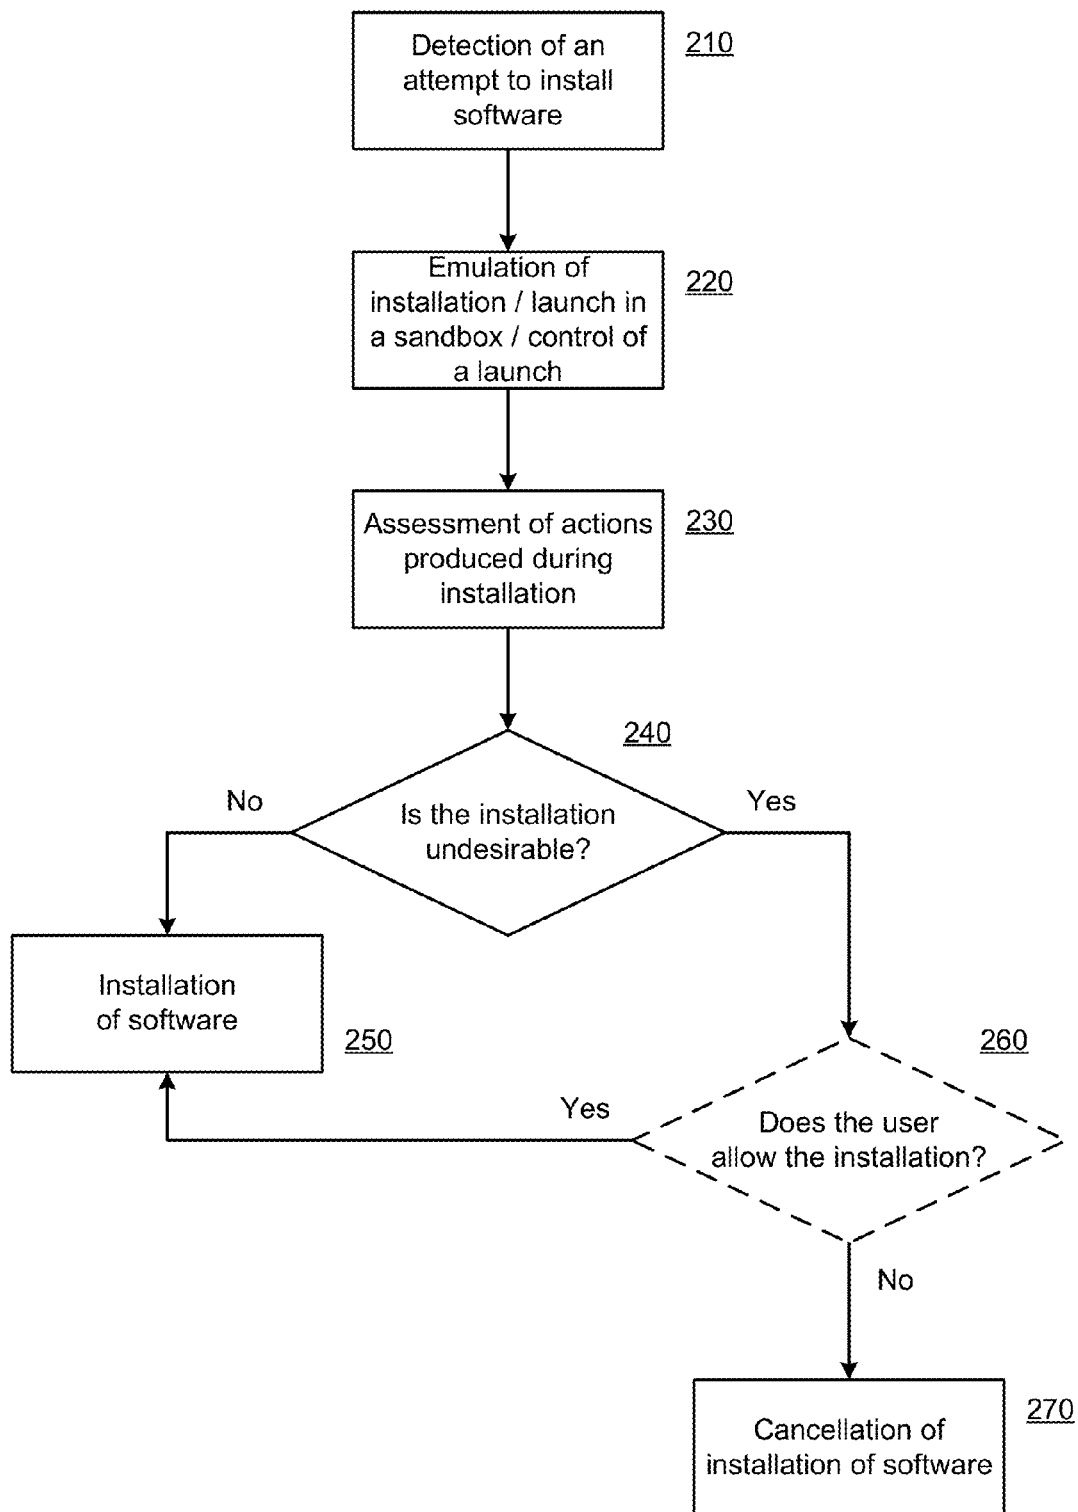 Detection of an
attempt to install
software
210
Emulation of
installation / launch in
a sandbox / control of
a launch
220
Assessment of actions
produced during
installation
230
240
No
Is the installation
undesirable?
Yes
Installation
of software
250
260
Yes
Does the user
allow the installation?
No
Cancellation of
installation of software
270